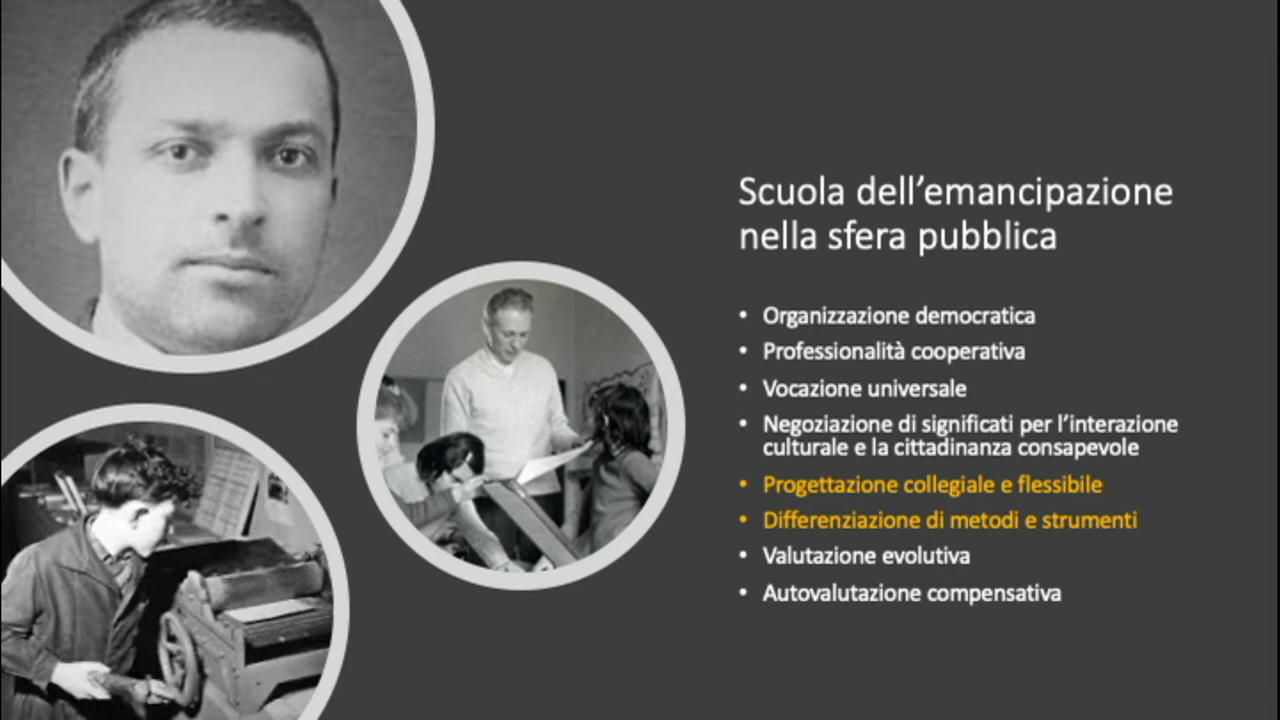 Scuola dell’emancipazione
nella sfera pubblica
• Organizzazione democratica
• Professionalità cooperativa
• Vocazione universale
• Negoziazione di significati per l’interazione
culturale e la cittadinanza consapevole
• Progettazione collegiale e flessibile
• Differenziazione di metodi e strumenti
• Valutazione evolutiva
• Autovalutazione compensativa